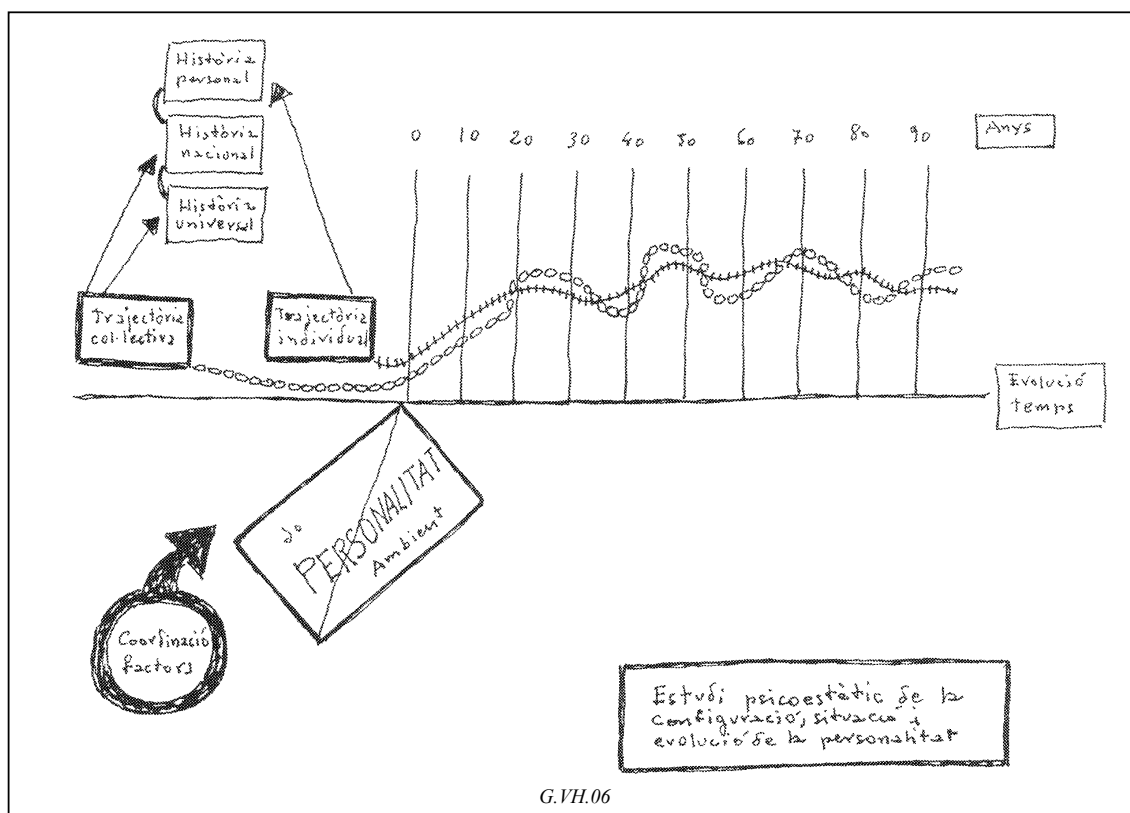 Història
personal
Història
nacional
Història
universal
0 10 20 30 40 50 60 70 80 90
Anys
Trajectòria
col·lectiva
Trajectòria
individual
Evolució
temps
Jo
PERSONALITAT
Ambient
Coordinació
factors
Estudi psicoestàtic de la
configuració, situació i
evolució de la personalitat
G.VH.06